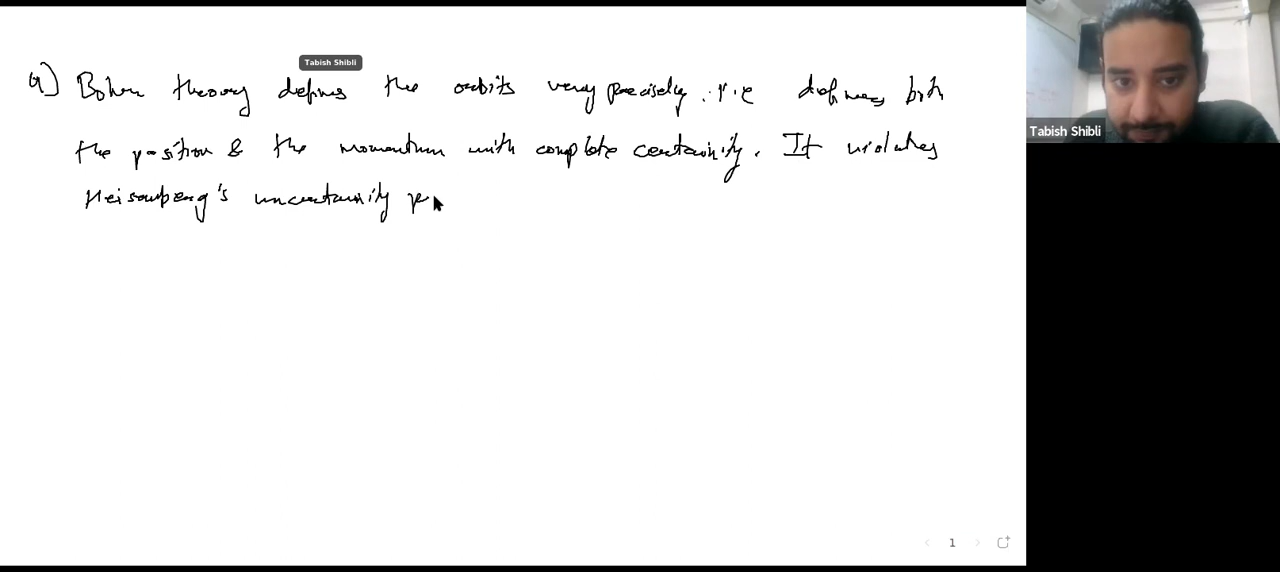 Tabish Shibli
a) Bohr theory defines the orbits very precisely. i.e defines both
the position & the momentum with complete certainity. It violates
Heisenberg's uncertainity pr
Tabish Shibli
1